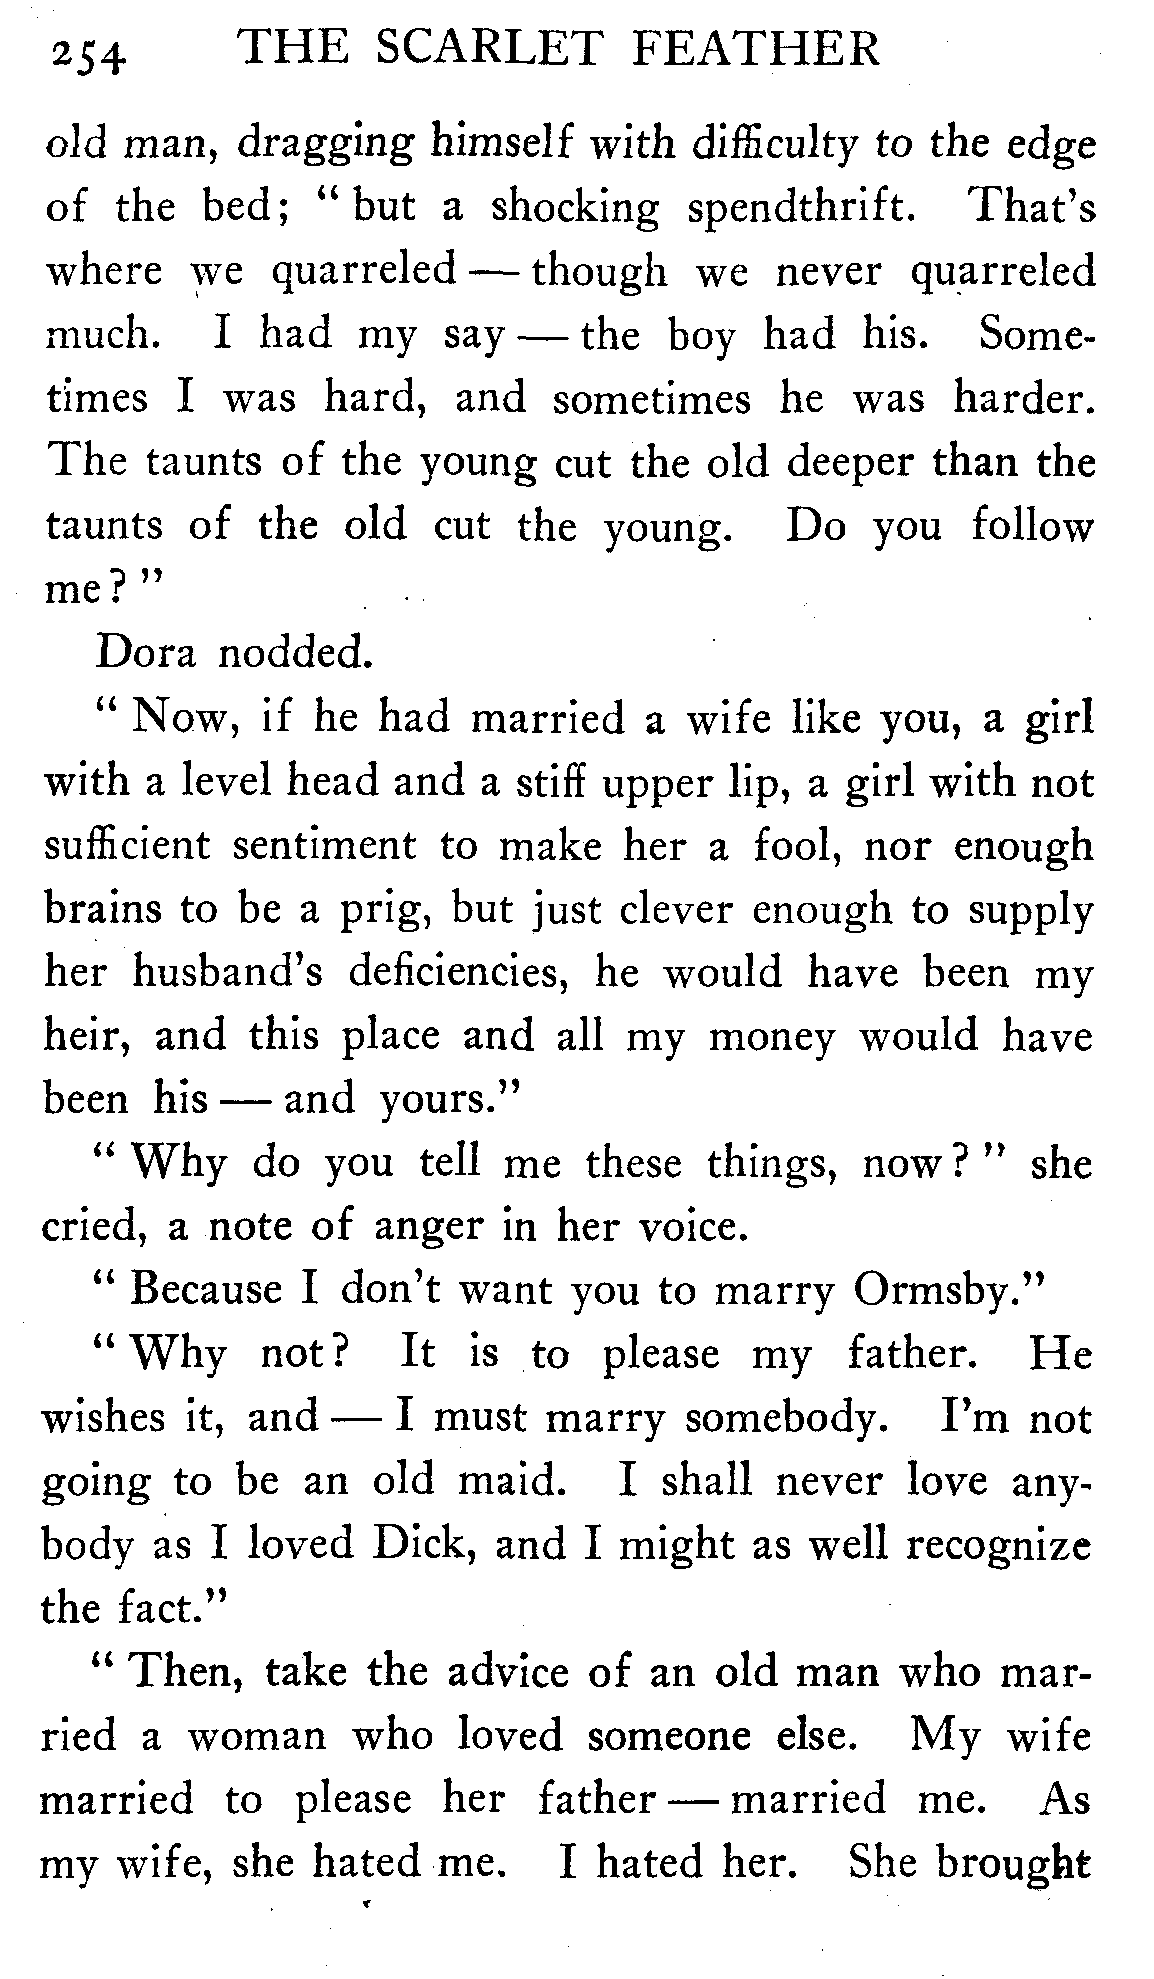 254 THE SCARLET FEATHER
old man, dragging himself with difficulty to the edge
of the bed; “ but a shocking spendthrift. That’s
where we quarreled — though we never quarreled
much. I had my say — the boy had his. Some-
times I was hard, and sometimes he was harder.
The taunts of the young cut the old deeper than the
taunts of the old cut the young. Do you follow
me? ”
Dora nodded.
“ Now, if he had married a wife like you, a girl
with a level head and a stiff upper lip, a girl with not
sufficient sentiment to make her a fool, nor enough
brains to be a prig, but just clever enough to supply
her husband’s deficiencies, he would have been my
heir, and this place and all my money would have
been his — and yours.”
“ Why do you tell me these things, now? ” she
cried, a note of anger in her voice.
“ Because I don’t want you to marry Ormsby.”
“ Why not? It is to please my father. He
wishes it, and — I must marry somebody. I’m not
going to be an old maid. I shall never love any-
body as I loved Dick, and I might as well recognize
the fact.”
“ Then, take the advice of an old man who mar-
ried a woman who loved someone else. My wife
married to please her father — married me. As
my wife, she hated me. I hated her. She brought